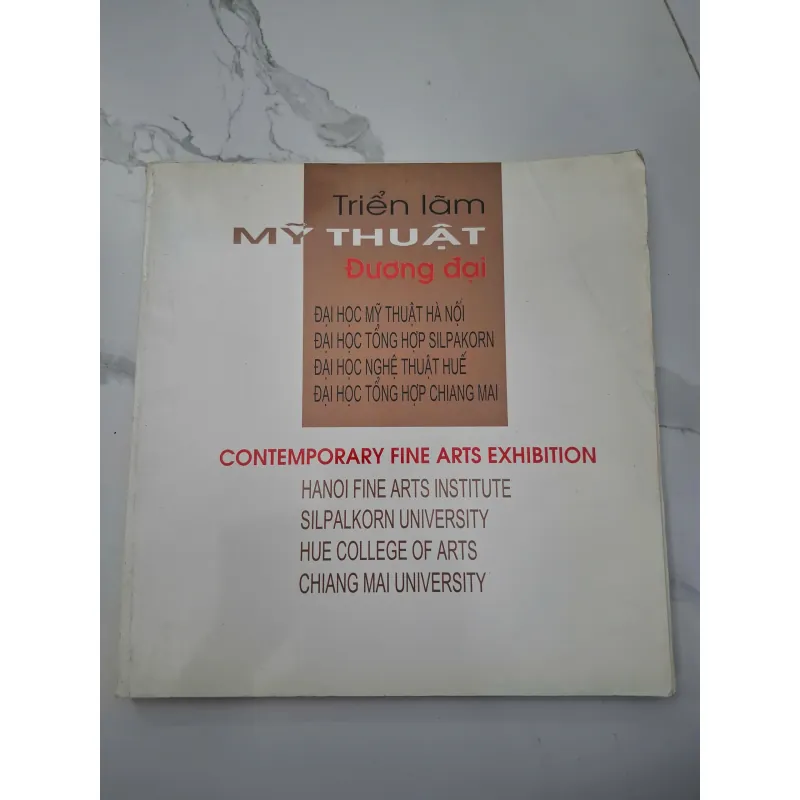 Triển lãm
MỸ THUẬT
Đương đại
ĐẠI HỌC MỸ THUẬT HÀ NỐI
ĐẠI HỌC TỔNG HỢP SILPAKORN
ĐẠI HỌC NGHỆ THUẬT HUẾ
ĐẠI HỌC TỔNG HỢP CHIANG MAI
CONTEMPORARY FINE ARTS EXHIBITION
HANOI FINE ARTS INSTITUTE
SILPALKORN UNIVERSITY
HUE COLLEGE OF ARTS
CHIANG MAI UNIVERSITY